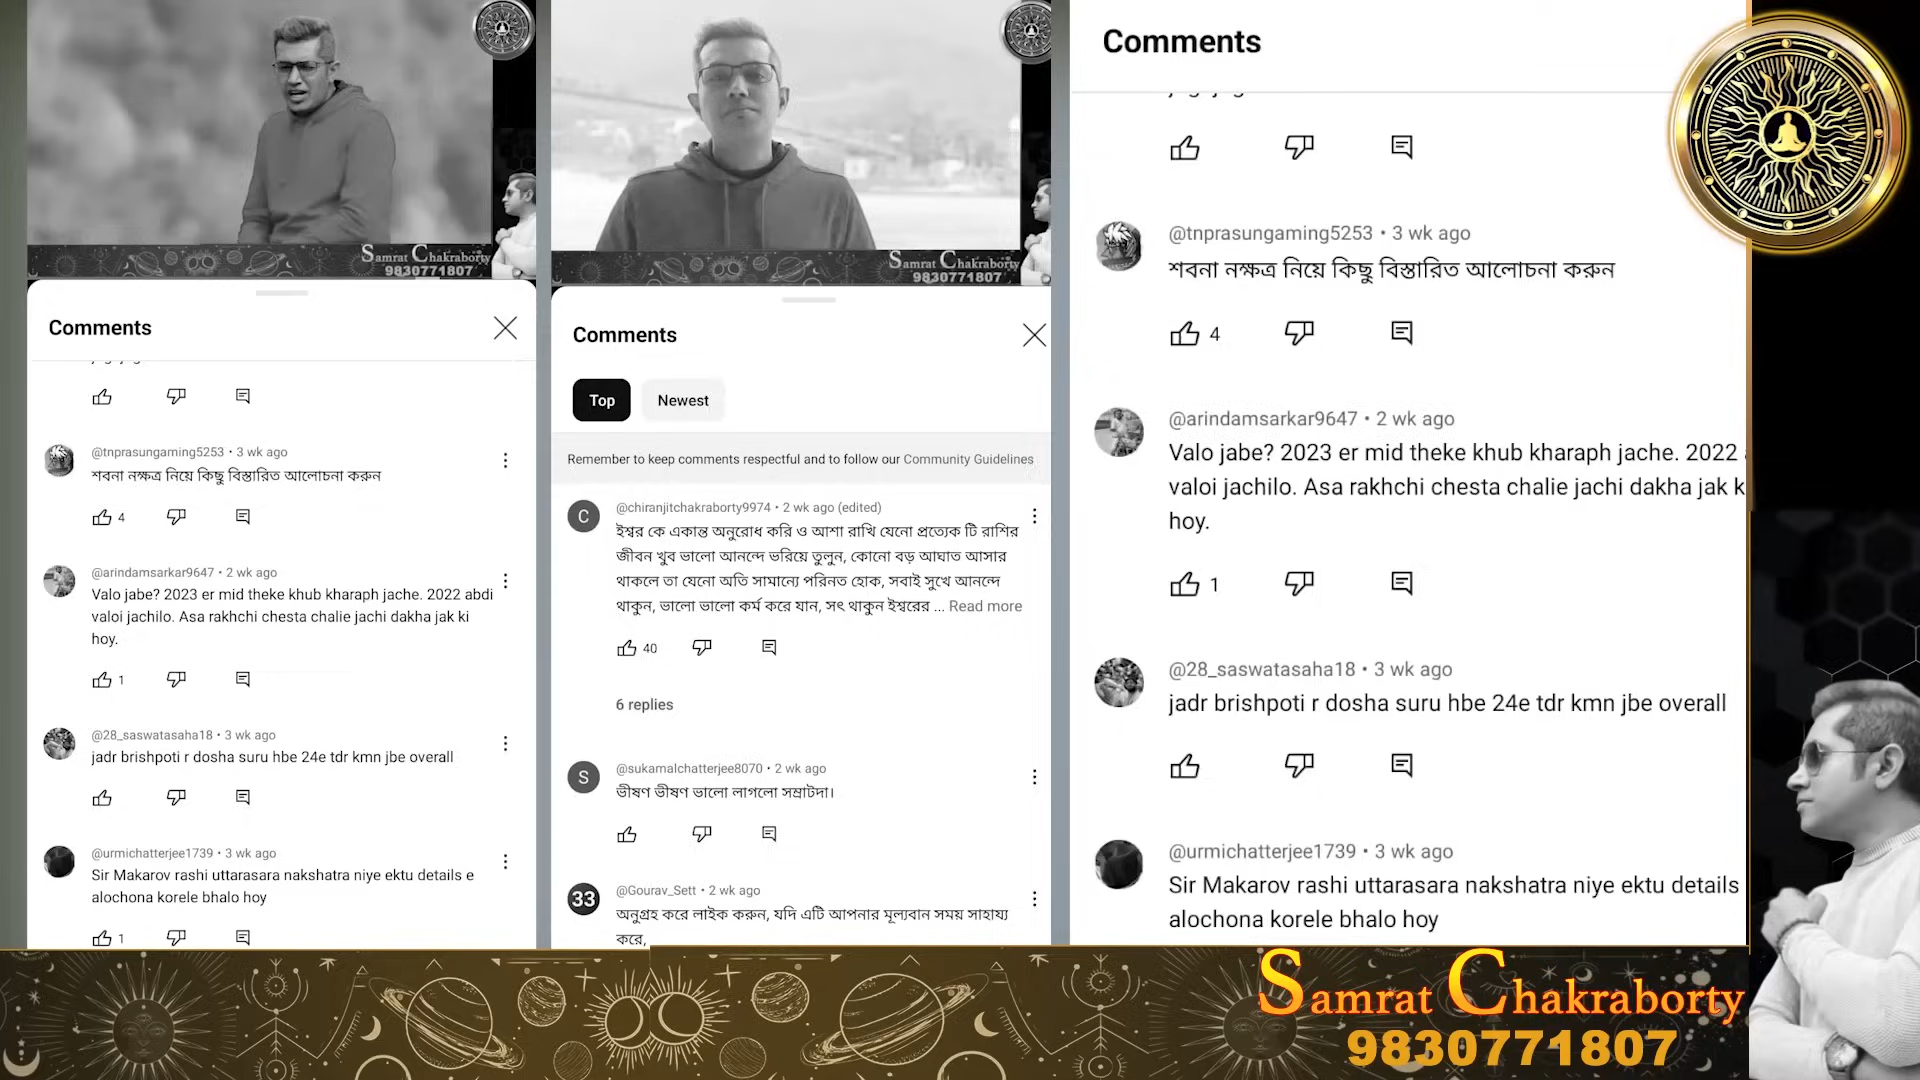 Samrat Chakraborty
9830771807
Comments
@tnprasungaming5253 • 3 wk ago
শবনা নক্ষত্র নিয়ে কিছু বিস্তারিত আলোচনা করুন
4
@arindamsarkar9647 • 2 wk ago
Valo jabe? 2023 er mid theke khub kharaph jache. 2022 abdi
valoi jachilo. Asa rakhchi chesta chalie jachi dakha jak ki
hoy.
1
@28_saswatasaha18 • 3 wk ago
jadr brishpoti r dosha suru hbe 24e tdr kmn jbe overall
@urmichatterjee1739 • 3 wk ago
Sir Makarov rashi uttarasara nakshatra niye ektu details e
alochona korele bhalo hoy
1
Samrat Chakraborty
9830771807
Comments
Top Newest
Remember to keep comments respectful and to follow our Community Guidelines
C
@chiranjitchakraborty9974 • 2 wk ago (edited)
ইশ্বর কে একান্ত অনুরোধ করি ও আশা রাখি যেনো প্রত্যেক টি রাশির
জীবন খুব ভালো আনন্দে ভরিয়ে তুলুন, কোনো বড় আঘাত আসার
থাকলে তা যেনো অতি সামান্যে পরিনত হোক, সবাই সুখে আনন্দে
থাকুন, ভালো ভালো কর্ম করে যান, সৎ থাকুন ইশ্বরের ... Read more
40
6 replies
S
@sukamalchatterjee8070 • 2 wk ago
ভীষণ ভীষণ ভালো লাগলো সম্রাটদা।
33
@Gourav_Sett • 2 wk ago
অনুগ্রহ করে লাইক করুন, যদি এটি আপনার মূল্যবান সময় সাহায্য
করে,
Comments
@tnprasungaming5253 • 3 wk ago
শবনা নক্ষত্র নিয়ে কিছু বিস্তারিত আলোচনা করুন
4
@arindamsarkar9647 • 2 wk ago
Valo jabe? 2023 er mid theke khub kharaph jache. 2022
valoi jachilo. Asa rakhchi chesta chalie jachi dakha jak
hoy.
1
@28_saswatasaha18 • 3 wk ago
jadr brishpoti r dosha suru hbe 24e tdr kmn jbe overall
@urmichatterjee1739 • 3 wk ago
Sir Makarov rashi uttarasara nakshatra niye ektu details
alochona korele bhalo hoy
Samrat Chakraborty
9830771807